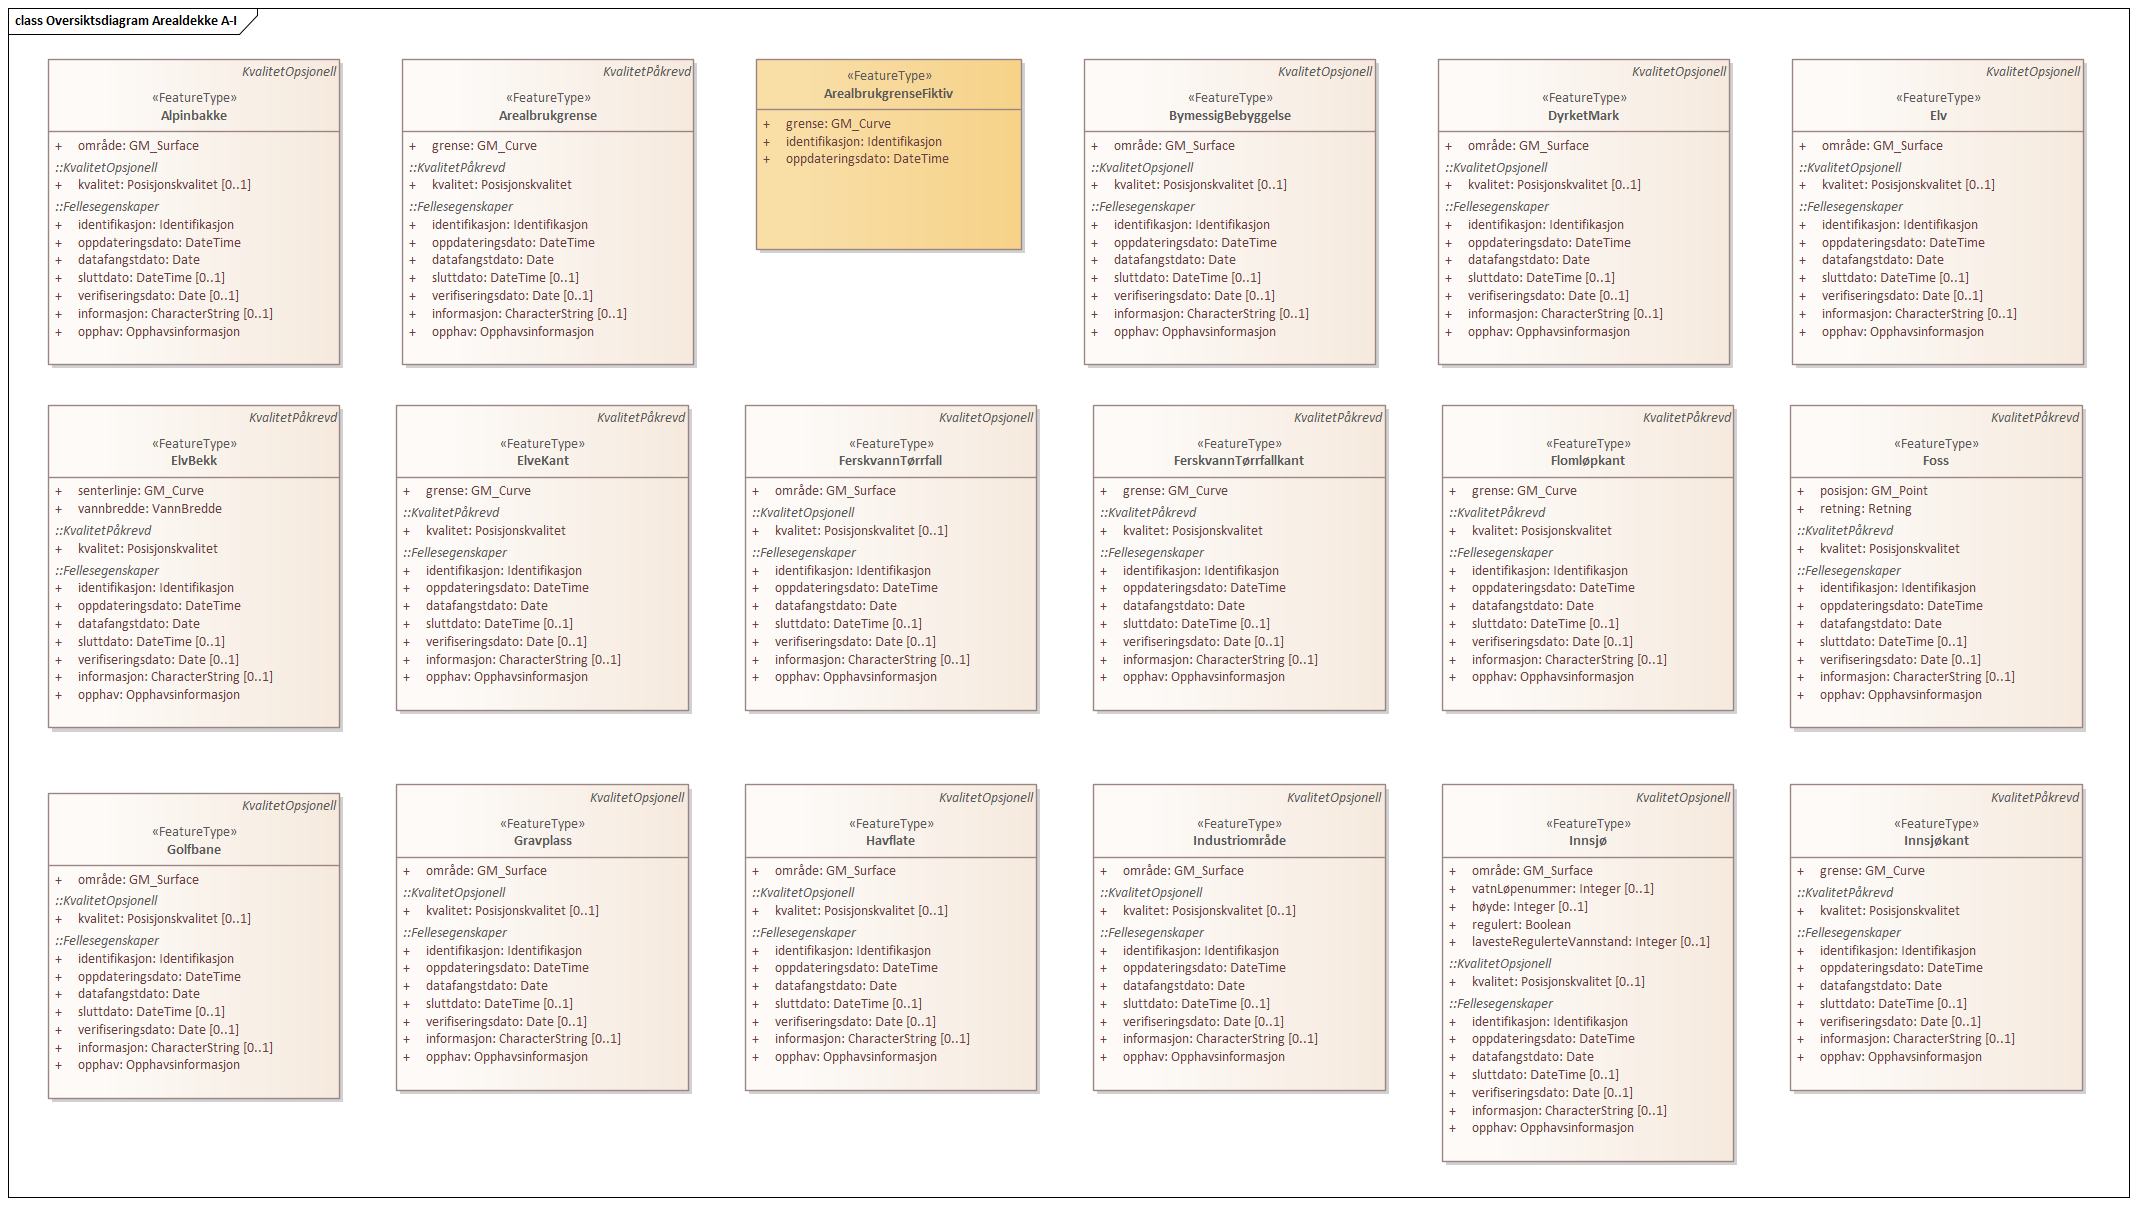 class Oversiktsdiagram Arealdekke A-I
KvalitetOpsjonell
«FeatureType»
Alpinbakke
+ område: GM_Surface
::KvalitetOpsjonell
+ kvalitet: Posisjonskvalitet [0..1]
::Fellesegenskaper
+ identifikasjon: Identifikasjon
+ oppdateringsdato: DateTime
+ datafangstdato: Date
+ sluttdato: DateTime [0..1]
+ verifiseringsdato: Date [0..1]
+ informasjon: CharacterString [0..1]
+ opphav: Opphavsinformasjon
KvalitetPåkrevd
«FeatureType»
Arealbrukgrense
+ grense: GM_Curve
::KvalitetPåkrevd
+ kvalitet: Posisjonskvalitet
::Fellesegenskaper
+ identifikasjon: Identifikasjon
+ oppdateringsdato: DateTime
+ datafangstdato: Date
+ sluttdato: DateTime [0..1]
+ verifiseringsdato: Date [0..1]
+ informasjon: CharacterString [0..1]
+ opphav: Opphavsinformasjon
«FeatureType»
ArealbrukgrenseFiktiv
+ grense: GM_Curve
+ identifikasjon: Identifikasjon
+ oppdateringsdato: DateTime
KvalitetOpsjonell
«FeatureType»
BymessigBebyggelse
+ område: GM_Surface
::KvalitetOpsjonell
+ kvalitet: Posisjonskvalitet [0..1]
::Fellesegenskaper
+ identifikasjon: Identifikasjon
+ oppdateringsdato: DateTime
+ datafangstdato: Date
+ sluttdato: DateTime [0..1]
+ verifiseringsdato: Date [0..1]
+ informasjon: CharacterString [0..1]
+ opphav: Opphavsinformasjon
KvalitetOpsjonell
«FeatureType»
DyrketMark
+ område: GM_Surface
::KvalitetOpsjonell
+ kvalitet: Posisjonskvalitet [0..1]
::Fellesegenskaper
+ identifikasjon: Identifikasjon
+ oppdateringsdato: DateTime
+ datafangstdato: Date
+ sluttdato: DateTime [0..1]
+ verifiseringsdato: Date [0..1]
+ informasjon: CharacterString [0..1]
+ opphav: Opphavsinformasjon
KvalitetOpsjonell
«FeatureType»
Elv
+ område: GM_Surface
::KvalitetOpsjonell
+ kvalitet: Posisjonskvalitet [0..1]
::Fellesegenskaper
+ identifikasjon: Identifikasjon
+ oppdateringsdato: DateTime
+ datafangstdato: Date
+ sluttdato: DateTime [0..1]
+ verifiseringsdato: Date [0..1]
+ informasjon: CharacterString [0..1]
+ opphav: Opphavsinformasjon
KvalitetPåkrevd
«FeatureType»
ElvBekk
+ senterlinje: GM_Curve
+ vannbredde: VannBredde
::KvalitetPåkrevd
+ kvalitet: Posisjonskvalitet
::Fellesegenskaper
+ identifikasjon: Identifikasjon
+ oppdateringsdato: DateTime
+ datafangstdato: Date
+ sluttdato: DateTime [0..1]
+ verifiseringsdato: Date [0..1]
+ informasjon: CharacterString [0..1]
+ opphav: Opphavsinformasjon
KvalitetPåkrevd
«FeatureType»
ElveKant
+ grense: GM_Curve
::KvalitetPåkrevd
+ kvalitet: Posisjonskvalitet
::Fellesegenskaper
+ identifikasjon: Identifikasjon
+ oppdateringsdato: DateTime
+ datafangstdato: Date
+ sluttdato: DateTime [0..1]
+ verifiseringsdato: Date [0..1]
+ informasjon: CharacterString [0..1]
+ opphav: Opphavsinformasjon
KvalitetOpsjonell
«FeatureType»
FerskvannTørrfall
+ område: GM_Surface
::KvalitetOpsjonell
+ kvalitet: Posisjonskvalitet [0..1]
::Fellesegenskaper
+ identifikasjon: Identifikasjon
+ oppdateringsdato: DateTime
+ datafangstdato: Date
+ sluttdato: DateTime [0..1]
+ verifiseringsdato: Date [0..1]
+ informasjon: CharacterString [0..1]
+ opphav: Opphavsinformasjon
KvalitetPåkrevd
«FeatureType»
FerskvannTørrfallkant
+ grense: GM_Curve
::KvalitetPåkrevd
+ kvalitet: Posisjonskvalitet
::Fellesegenskaper
+ identifikasjon: Identifikasjon
+ oppdateringsdato: DateTime
+ datafangstdato: Date
+ sluttdato: DateTime [0..1]
+ verifiseringsdato: Date [0..1]
+ informasjon: CharacterString [0..1]
+ opphav: Opphavsinformasjon
KvalitetPåkrevd
«FeatureType»
Flomløpkant
+ grense: GM_Curve
::KvalitetPåkrevd
+ kvalitet: Posisjonskvalitet
::Fellesegenskaper
+ identifikasjon: Identifikasjon
+ oppdateringsdato: DateTime
+ datafangstdato: Date
+ sluttdato: DateTime [0..1]
+ verifiseringsdato: Date [0..1]
+ informasjon: CharacterString [0..1]
+ opphav: Opphavsinformasjon
KvalitetPåkrevd
«FeatureType»
Foss
+ posisjon: GM_Point
+ retning: Retning
::KvalitetPåkrevd
+ kvalitet: Posisjonskvalitet
::Fellesegenskaper
+ identifikasjon: Identifikasjon
+ oppdateringsdato: DateTime
+ datafangstdato: Date
+ sluttdato: DateTime [0..1]
+ verifiseringsdato: Date [0..1]
+ informasjon: CharacterString [0..1]
+ opphav: Opphavsinformasjon
KvalitetOpsjonell
«FeatureType»
Golfbane
+ område: GM_Surface
::KvalitetOpsjonell
+ kvalitet: Posisjonskvalitet [0..1]
::Fellesegenskaper
+ identifikasjon: Identifikasjon
+ oppdateringsdato: DateTime
+ datafangstdato: Date
+ sluttdato: DateTime [0..1]
+ verifiseringsdato: Date [0..1]
+ informasjon: CharacterString [0..1]
+ opphav: Opphavsinformasjon
KvalitetOpsjonell
«FeatureType»
Gravplass
+ område: GM_Surface
::KvalitetOpsjonell
+ kvalitet: Posisjonskvalitet [0..1]
::Fellesegenskaper
+ identifikasjon: Identifikasjon
+ oppdateringsdato: DateTime
+ datafangstdato: Date
+ sluttdato: DateTime [0..1]
+ verifiseringsdato: Date [0..1]
+ informasjon: CharacterString [0..1]
+ opphav: Opphavsinformasjon
KvalitetOpsjonell
«FeatureType»
Havflate
+ område: GM_Surface
::KvalitetOpsjonell
+ kvalitet: Posisjonskvalitet [0..1]
::Fellesegenskaper
+ identifikasjon: Identifikasjon
+ oppdateringsdato: DateTime
+ datafangstdato: Date
+ sluttdato: DateTime [0..1]
+ verifiseringsdato: Date [0..1]
+ informasjon: CharacterString [0..1]
+ opphav: Opphavsinformasjon
KvalitetOpsjonell
«FeatureType»
Industriområde
+ område: GM_Surface
::KvalitetOpsjonell
+ kvalitet: Posisjonskvalitet [0..1]
::Fellesegenskaper
+ identifikasjon: Identifikasjon
+ oppdateringsdato: DateTime
+ datafangstdato: Date
+ sluttdato: DateTime [0..1]
+ verifiseringsdato: Date [0..1]
+ informasjon: CharacterString [0..1]
+ opphav: Opphavsinformasjon
KvalitetOpsjonell
«FeatureType»
Innsjø
+ område: GM_Surface
+ vatnLøpenummer: Integer [0..1]
+ høyde: Integer [0..1]
+ regulert: Boolean
+ lavesteRegulerteVannstand: Integer [0..1]
::KvalitetOpsjonell
+ kvalitet: Posisjonskvalitet [0..1]
::Fellesegenskaper
+ identifikasjon: Identifikasjon
+ oppdateringsdato: DateTime
+ datafangstdato: Date
+ sluttdato: DateTime [0..1]
+ verifiseringsdato: Date [0..1]
+ informasjon: CharacterString [0..1]
+ opphav: Opphavsinformasjon
KvalitetPåkrevd
«FeatureType»
Innsjøkant
+ grense: GM_Curve
::KvalitetPåkrevd
+ kvalitet: Posisjonskvalitet
::Fellesegenskaper
+ identifikasjon: Identifikasjon
+ oppdateringsdato: DateTime
+ datafangstdato: Date
+ sluttdato: DateTime [0..1]
+ verifiseringsdato: Date [0..1]
+ informasjon: CharacterString [0..1]
+ opphav: Opphavsinformasjon